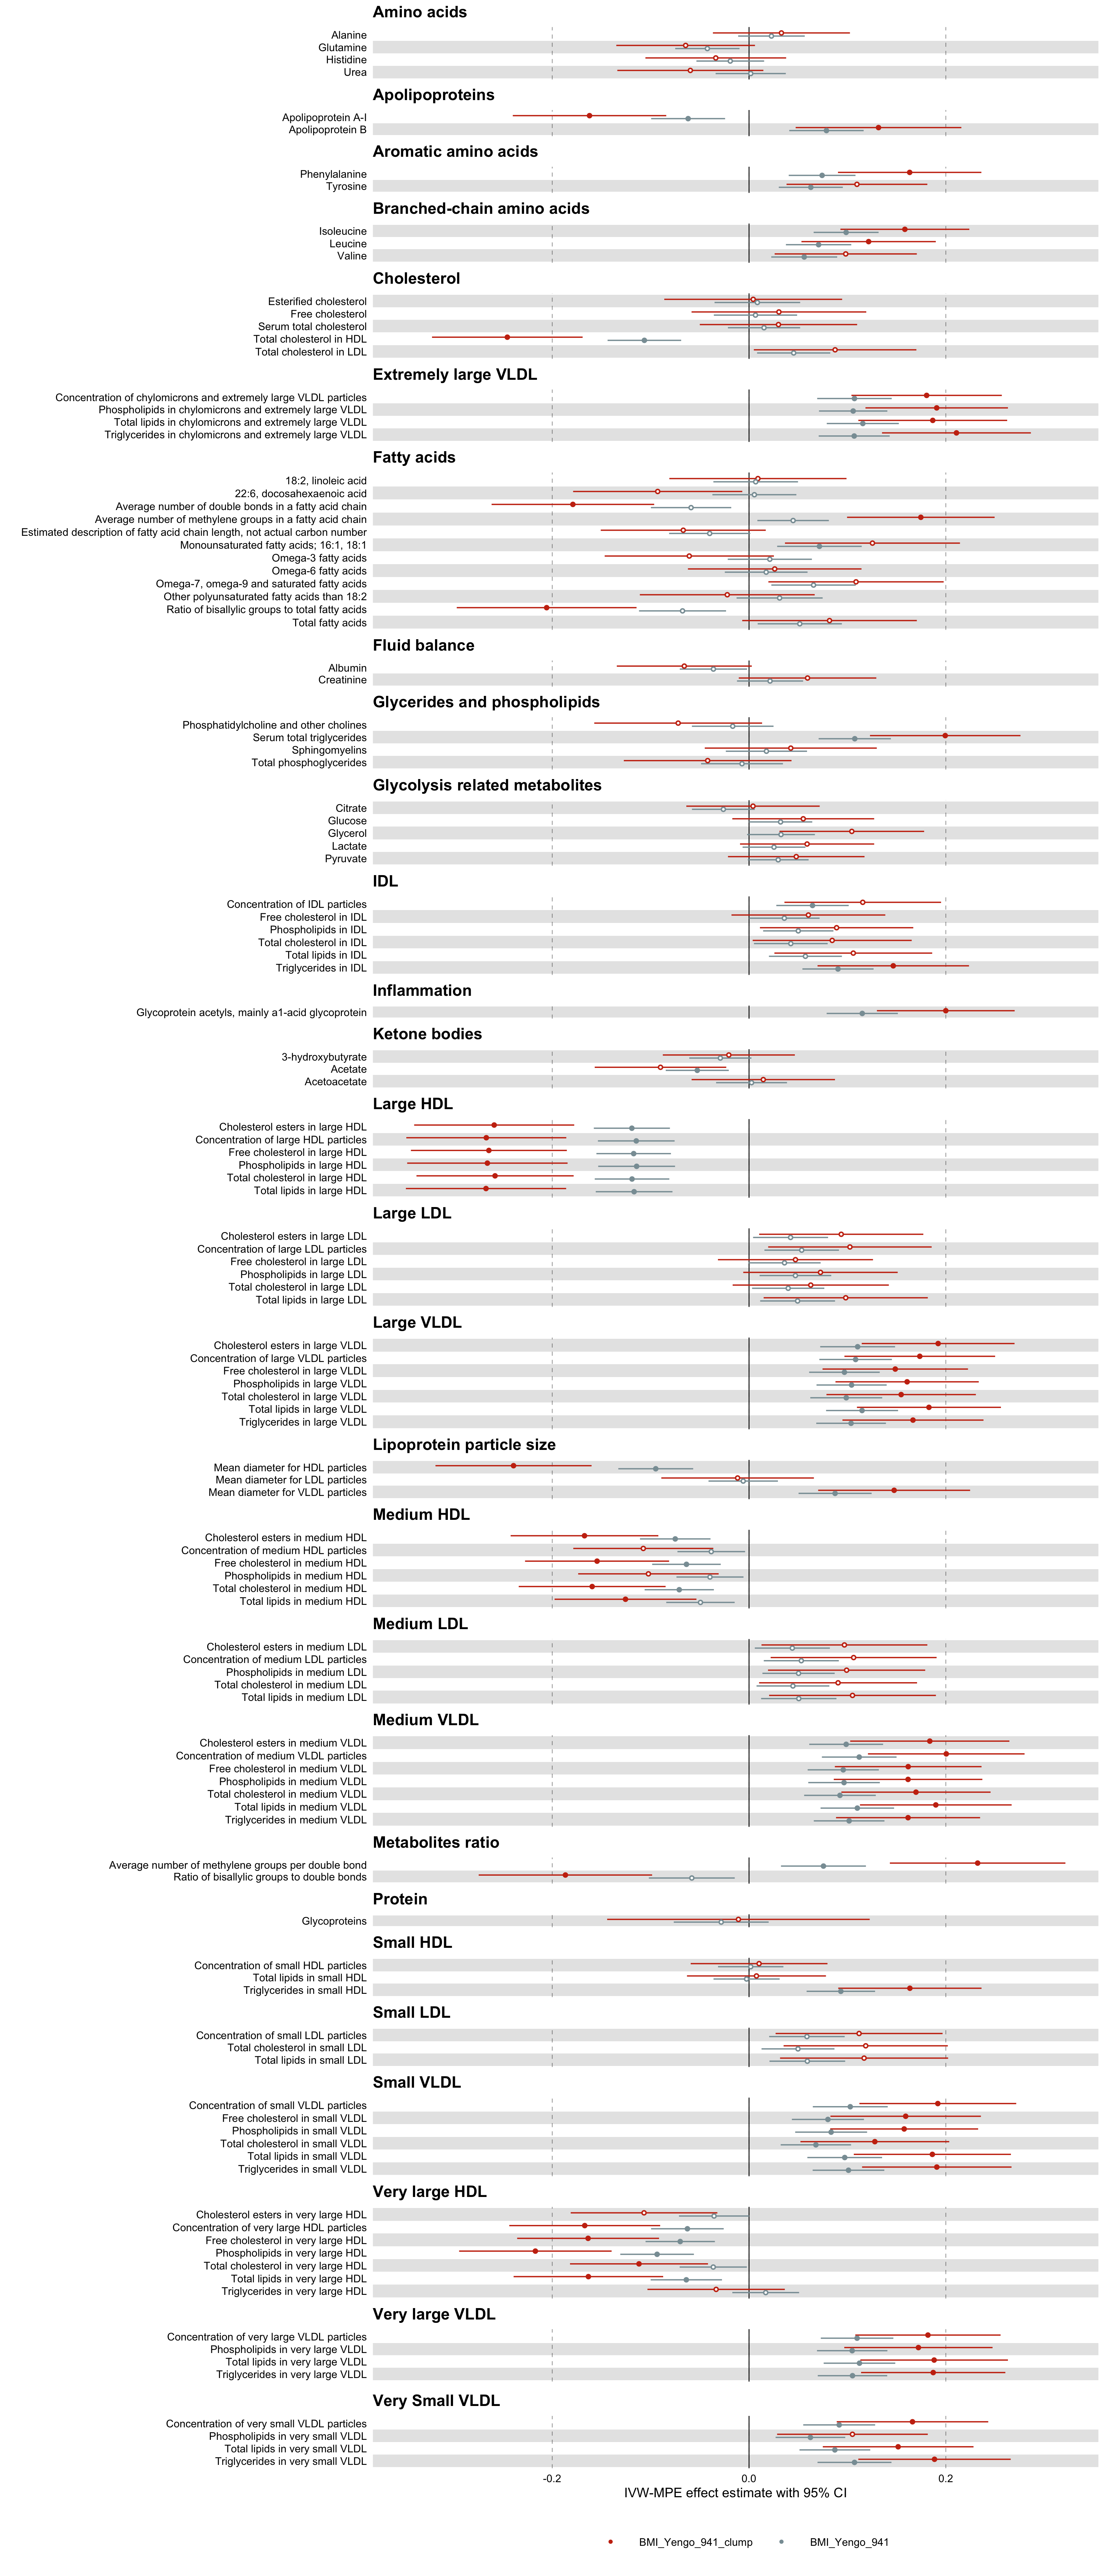 Amino acids
Alanine
Glutamine
Histidine
Urea
Apolipoproteins
Apolipoprotein A-I
Apolipoprotein B
Aromatic amino acids
Phenylalanine
Tyrosine
Branched-chain amino acids
Isoleucine
Leucine
Valine
Cholesterol
Esterified cholesterol
Free cholesterol
Serum total cholesterol
Total cholesterol in HDL
Total cholesterol in LDL
Extremely large VLDL
Concentration of chylomicrons and extremely large VLDL particles
Phospholipids in chylomicrons and extremely large VLDL
Total lipids in chylomicrons and extremely large VLDL
Triglycerides in chylomicrons and extremely large VLDL
Fatty acids
18:2, linoleic acid
22:6, docosahexaenoic acid
Average number of double bonds in a fatty acid chain
Average number of methylene groups in a fatty acid chain
Estimated description of fatty acid chain length, not actual carbon number
Monounsaturated fatty acids; 16:1, 18:1
Omega-3 fatty acids
Omega-6 fatty acids
Omega-7, omega-9 and saturated fatty acids
Other polyunsaturated fatty acids than 18:2
Ratio of bisallylic groups to total fatty acids
Total fatty acids
Fluid balance
Albumin
Creatinine
Glycerides and phospholipids
Phosphatidylcholine and other cholines
Serum total triglycerides
Sphingomyelins
Total phosphoglycerides
Glycolysis related metabolites
Citrate
Glucose
Glycerol
Lactate
Pyruvate
IDL
Concentration of IDL particles
Free cholesterol in IDL
Phospholipids in IDL
Total cholesterol in IDL
Total lipids in IDL
Triglycerides in IDL
Inflammation
Glycoprotein acetyls, mainly a1-acid glycoprotein
Ketone bodies
3-hydroxybutyrate
Acetate
Acetoacetate
Large HDL
Cholesterol esters in large HDL
Concentration of large HDL particles
Free cholesterol in large HDL
Phospholipids in large HDL
Total cholesterol in large HDL
Total lipids in large HDL
Large LDL
Cholesterol esters in large LDL
Concentration of large LDL particles
Free cholesterol in large LDL
Phospholipids in large LDL
Total cholesterol in large LDL
Total lipids in large LDL
Large VLDL
Cholesterol esters in large VLDL
Concentration of large VLDL particles
Free cholesterol in large VLDL
Phospholipids in large VLDL
Total cholesterol in large VLDL
Total lipids in large VLDL
Triglycerides in large VLDL
Lipoprotein particle size
Mean diameter for HDL particles
Mean diameter for LDL particles
Mean diameter for VLDL particles
Medium HDL
Cholesterol esters in medium HDL
Concentration of medium HDL particles
Free cholesterol in medium HDL
Phospholipids in medium HDL
Total cholesterol in medium HDL
Total lipids in medium HDL
Medium LDL
Cholesterol esters in medium LDL
Concentration of medium LDL particles
Phospholipids in medium LDL
Total cholesterol in medium LDL
Total lipids in medium LDL
Medium VLDL
Cholesterol esters in medium VLDL
Concentration of medium VLDL particles
Free cholesterol in medium VLDL
Phospholipids in medium VLDL
Total cholesterol in medium VLDL
Total lipids in medium VLDL
Triglycerides in medium VLDL
Metabolites ratio
Average number of methylene groups per double bond
Ratio of bisallylic groups to double bonds
Protein
Glycoproteins
Small HDL
Concentration of small HDL particles
Total lipids in small HDL
Triglycerides in small HDL
Small LDL
Concentration of small LDL particles
Total cholesterol in small LDL
Total lipids in small LDL
Small VLDL
Concentration of small VLDL particles
Free cholesterol in small VLDL
Phospholipids in small VLDL
Total cholesterol in small VLDL
Total lipids in small VLDL
Triglycerides in small VLDL
Very large HDL
Cholesterol esters in very large HDL
Concentration of very large HDL particles
Free cholesterol in very large HDL
Phospholipids in very large HDL
Total cholesterol in very large HDL
Total lipids in very large HDL
Triglycerides in very large HDL
Very large VLDL
Concentration of very large VLDL particles
Phospholipids in very large VLDL
Total lipids in very large VLDL
Triglycerides in very large VLDL
Very Small VLDL
Concentration of very small VLDL particles
Phospholipids in very small VLDL
Total lipids in very small VLDL
Triglycerides in very small VLDL
-0.2 0.0 0.2
IVW-MPE effect estimate with 95% CI
BMI_Yengo_941_clump BMI_Yengo_941